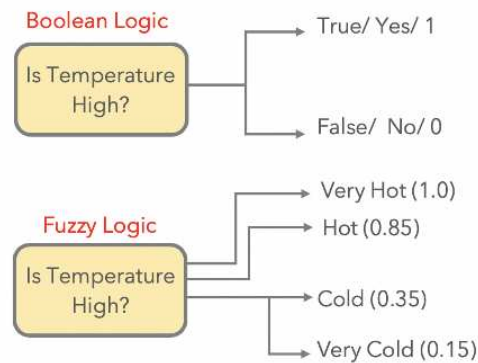 Boolean Logic
Is Temperature
High?
True/ Yes/ 1
False/ No/ 0
Fuzzy Logic
Is Temperature
High?
Very Hot (1.0)
Hot (0.85)
Cold (0.35)
Very Cold (0.15)